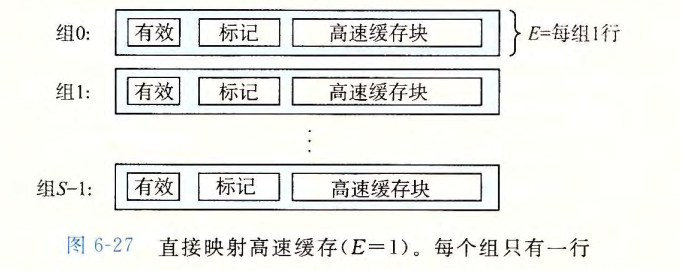 组0: 有效 标记 高速缓存块 E=每组1行
组1: 有效 标记 高速缓存块
⋮
组S-1: 有效 标记 高速缓存块
图 6-27 直接映射高速缓存(E=1)。每个组只有一行